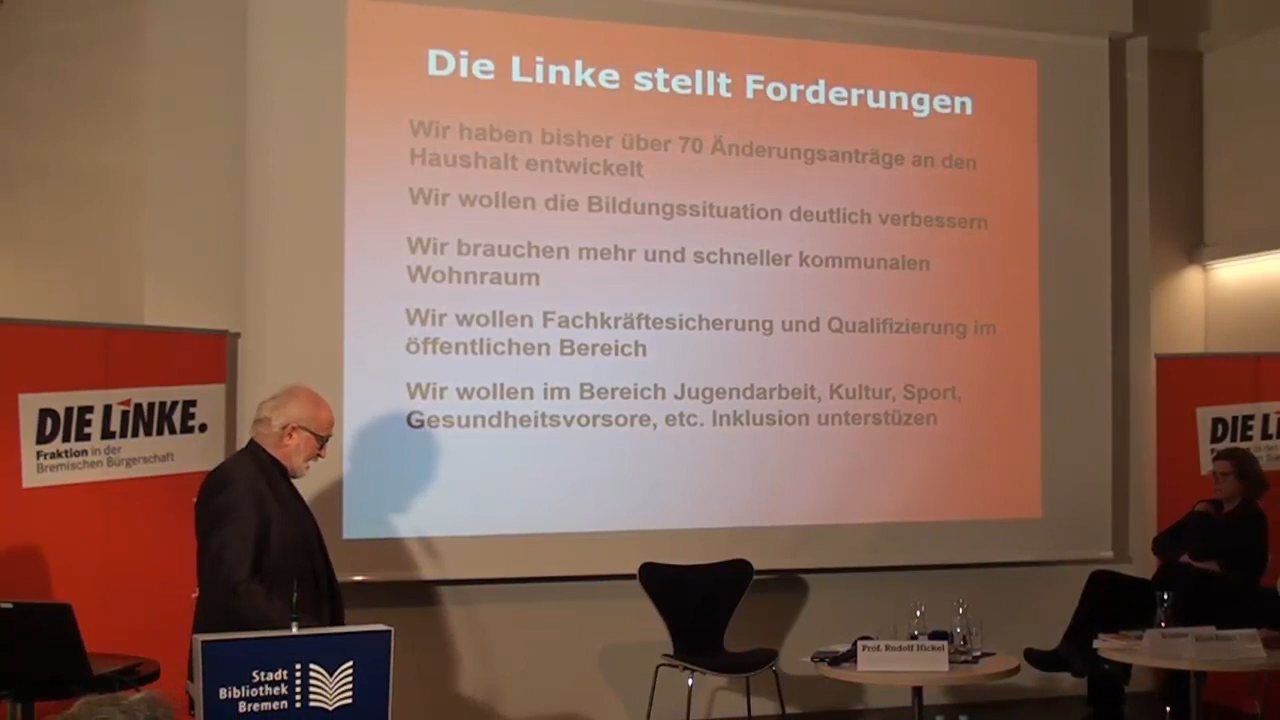 Die Linke stellt Forderungen
Wir haben bisher über 70 Änderungsanträge an den
Haushalt entwickelt
Wir wollen die Bildungssituation deutlich verbessern
Wir brauchen mehr und schneller kommunalen
Wohnraum
Wir wollen Fachkräftesicherung und Qualifizierung im
öffentlichen Bereich
Wir wollen im Bereich Jugendarbeit, Kultur, Sport,
Gesundheitsvorsore, etc. Inklusion unterstüzen
DIE LINKE.
Fraktion in der
Bremischen Bürgerschaft
DIE LI
Prof. Rudolf Hickel
Stadt
Bibliothek
Bremen